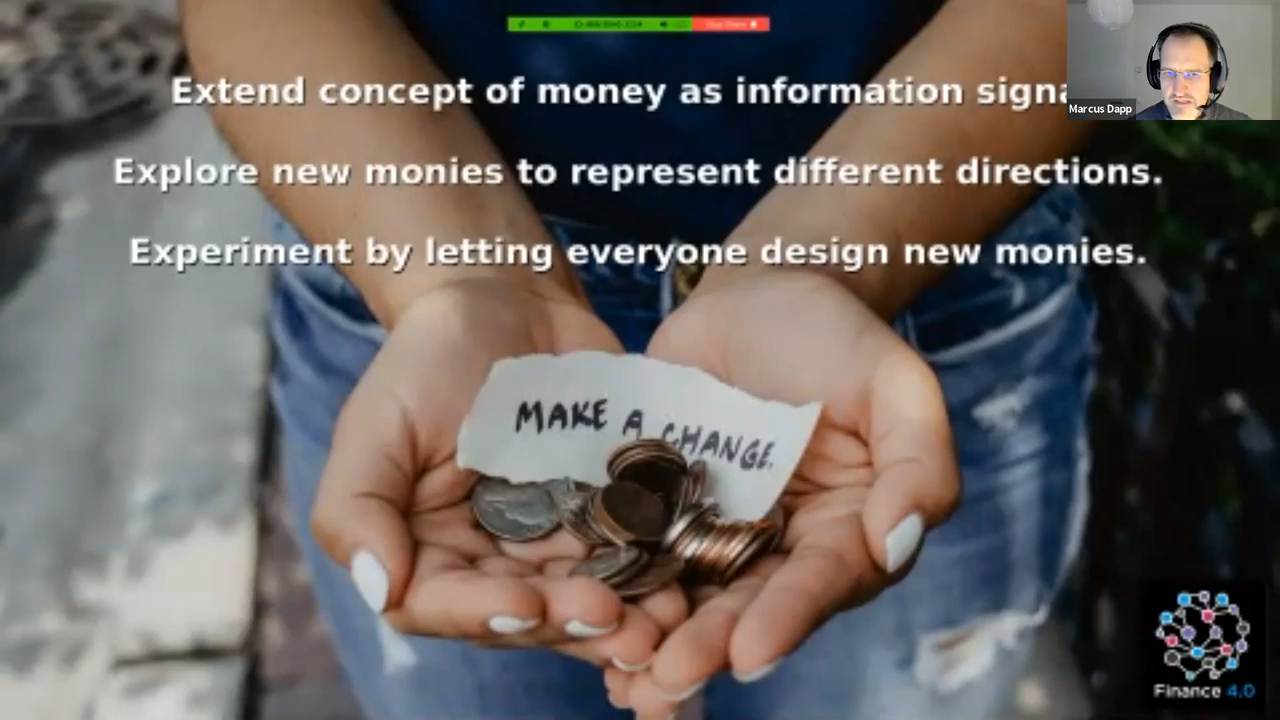 Extend concept of money as information signa
Marcus Dapp
Explore new monies to represent different directions.
Experiment by letting everyone design new monies.
MAKE A CHANGE.
Finance 4.0